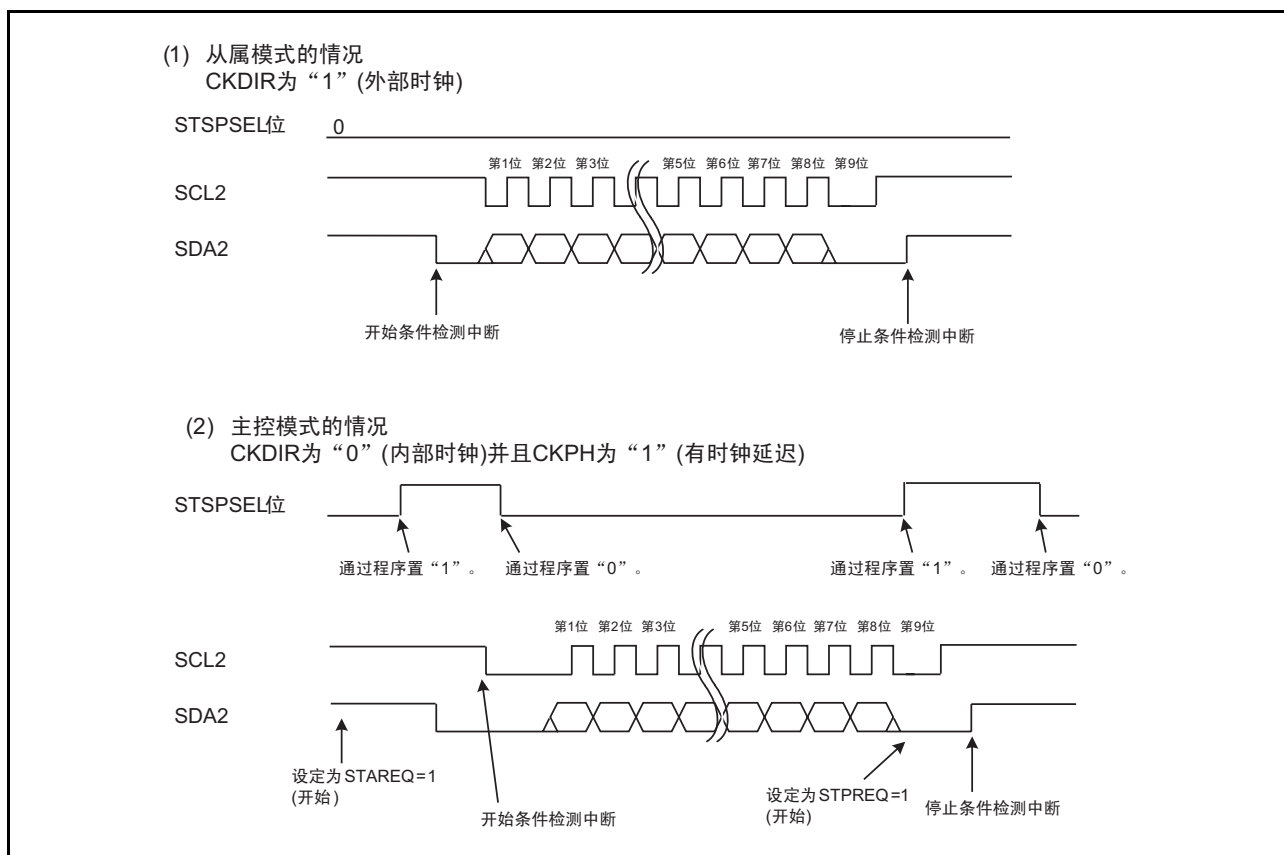 (1) 从属模式的情况
CKDIR为“1”(外部时钟)
STSPSEL位
0
第1位 第2位 第3位 第5位 第6位 第7位 第8位 第9位
SCL2
SDA2
开始条件检测中断
停止条件检测中断
(2) 主控模式的情况
CKDIR为“0”(内部时钟)并且CKPH为“1”(有时钟延迟)
STSPSEL位
通过程序置“1”。 通过程序置“0”。 通过程序置“1”。 通过程序置“0”。
第1位 第2位 第3位 第5位 第6位 第7位 第8位 第9位
SCL2
SDA2
设定为STAREQ=1
(开始)
开始条件检测中断
设定为STPREQ=1
(开始)
停止条件检测中断